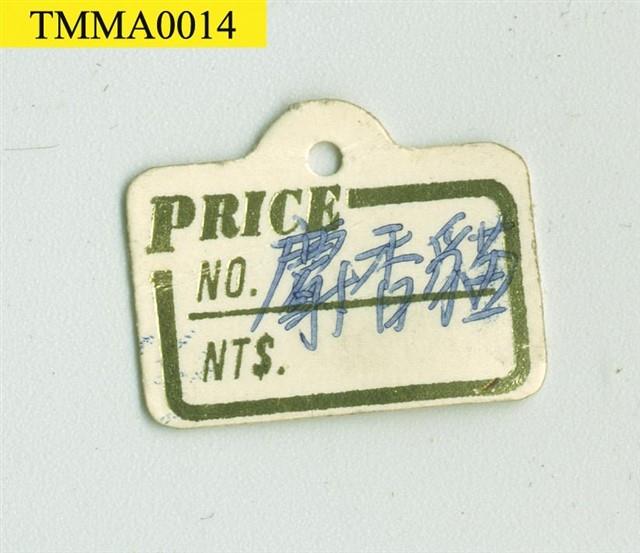 TMMA0014
PRICE
NO. 麝香貓
NT$.